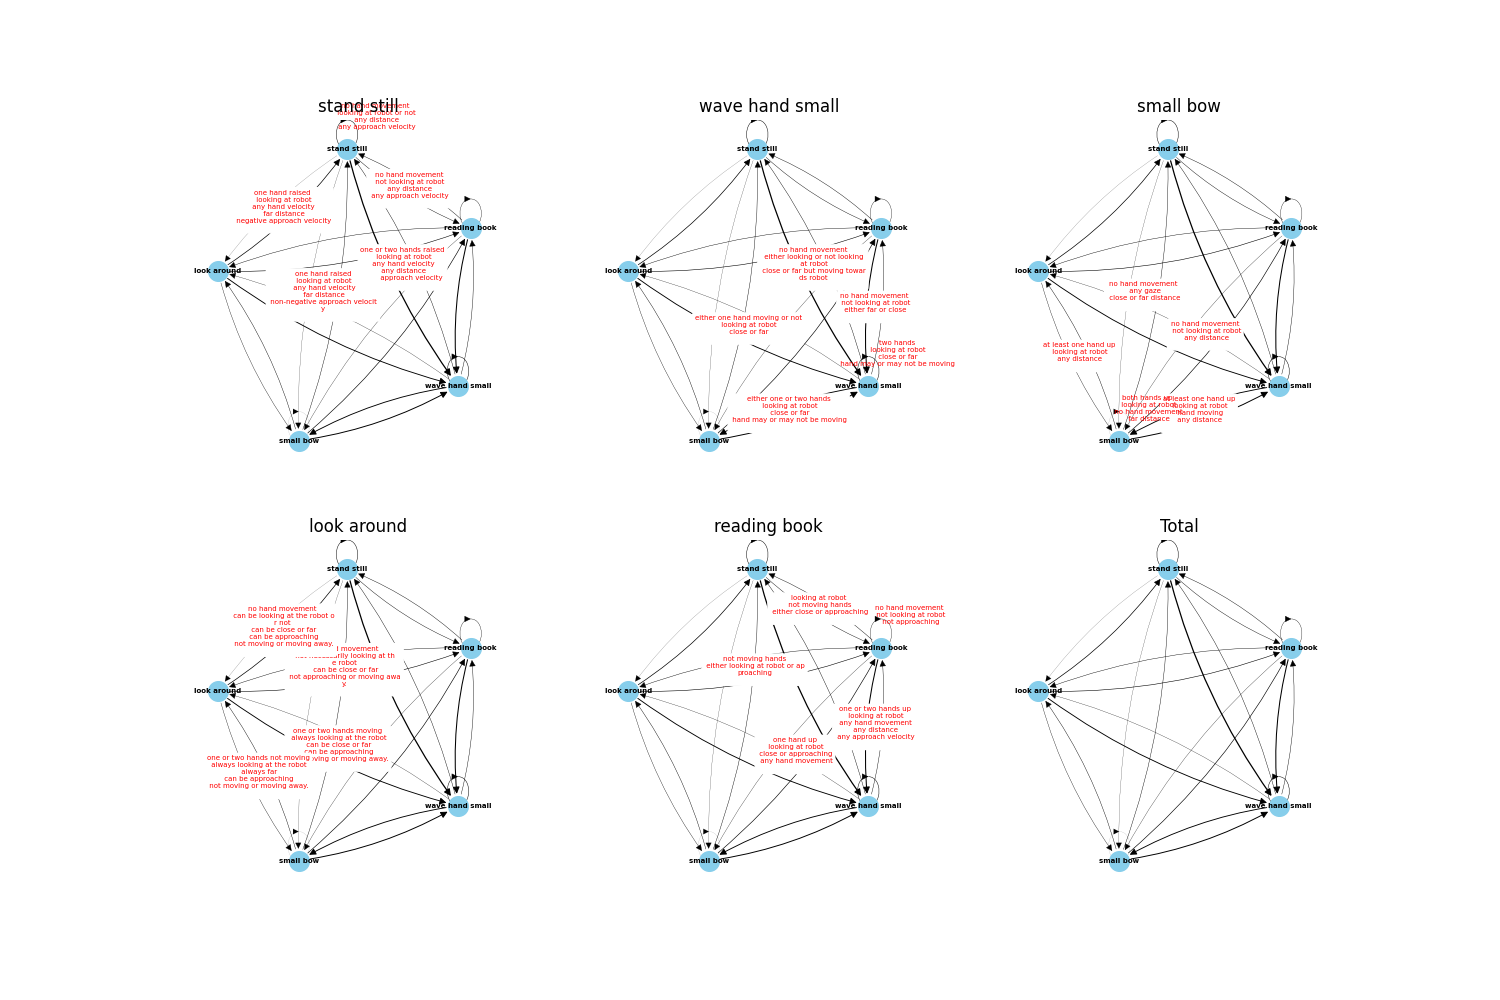 stand still
looking at robot or not
any distance
any approach velocity
stand still
no hand movement
not looking at robot
any distance
any approach velocity
one hand raised
looking at robot
any hand velocity
far distance
negative approach velocity
reading book
one or two hands raised
looking at robot
any hand velocity
any distance
approach velocity
look around
one hand raised
looking at robot
any hand velocity
far distance
non-negative approach velocit
y
wave hand small
small bow
wave hand small
stand still
reading book
no hand movement
either looking or not looking
at robot
close or far but moving towar
ds robot
look around
no hand movement
not looking at robot
either far or close
either one hand moving or not
looking at robot
close or far
two hands
looking at robot
close or far
hand may or may not be moving
wave hand small
either one or two hands
looking at robot
close or far
hand may or may not be moving
small bow
small bow
stand still
reading book
look around
no hand movement
any gaze
close or far distance
no hand movement
not looking at robot
any distance
at least one hand up
looking at robot
any distance
wave hand small
both hands up
looking at robot
no hand movement
far distance
at least one hand up
looking at robot
hand moving
any distance
small bow
look around
stand still
no hand movement
can be looking at the robot o
r not
can be close or far
can be approaching
not moving or moving away.
reading book
movement
looking at th
e robot
can be close or far
not approaching or moving awa
y.
look around
one or two hands moving
always looking at the robot
can be close or far
can be approaching
moving or moving away.
one or two hands not moving
always looking at the robot
always far
can be approaching
not moving or moving away.
wave hand small
small bow
reading book
stand still
looking at robot
not moving hands
either close or approaching
no hand movement
not looking at robot
not approaching
reading book
not moving hands
either looking at robot or ap
proaching
look around
one or two hands up
looking at robot
any hand movement
any distance
any approach velocity
one hand up
looking at robot
close or approaching
any hand movement
wave hand small
small bow
Total
stand still
reading book
look around
wave hand small
small bow